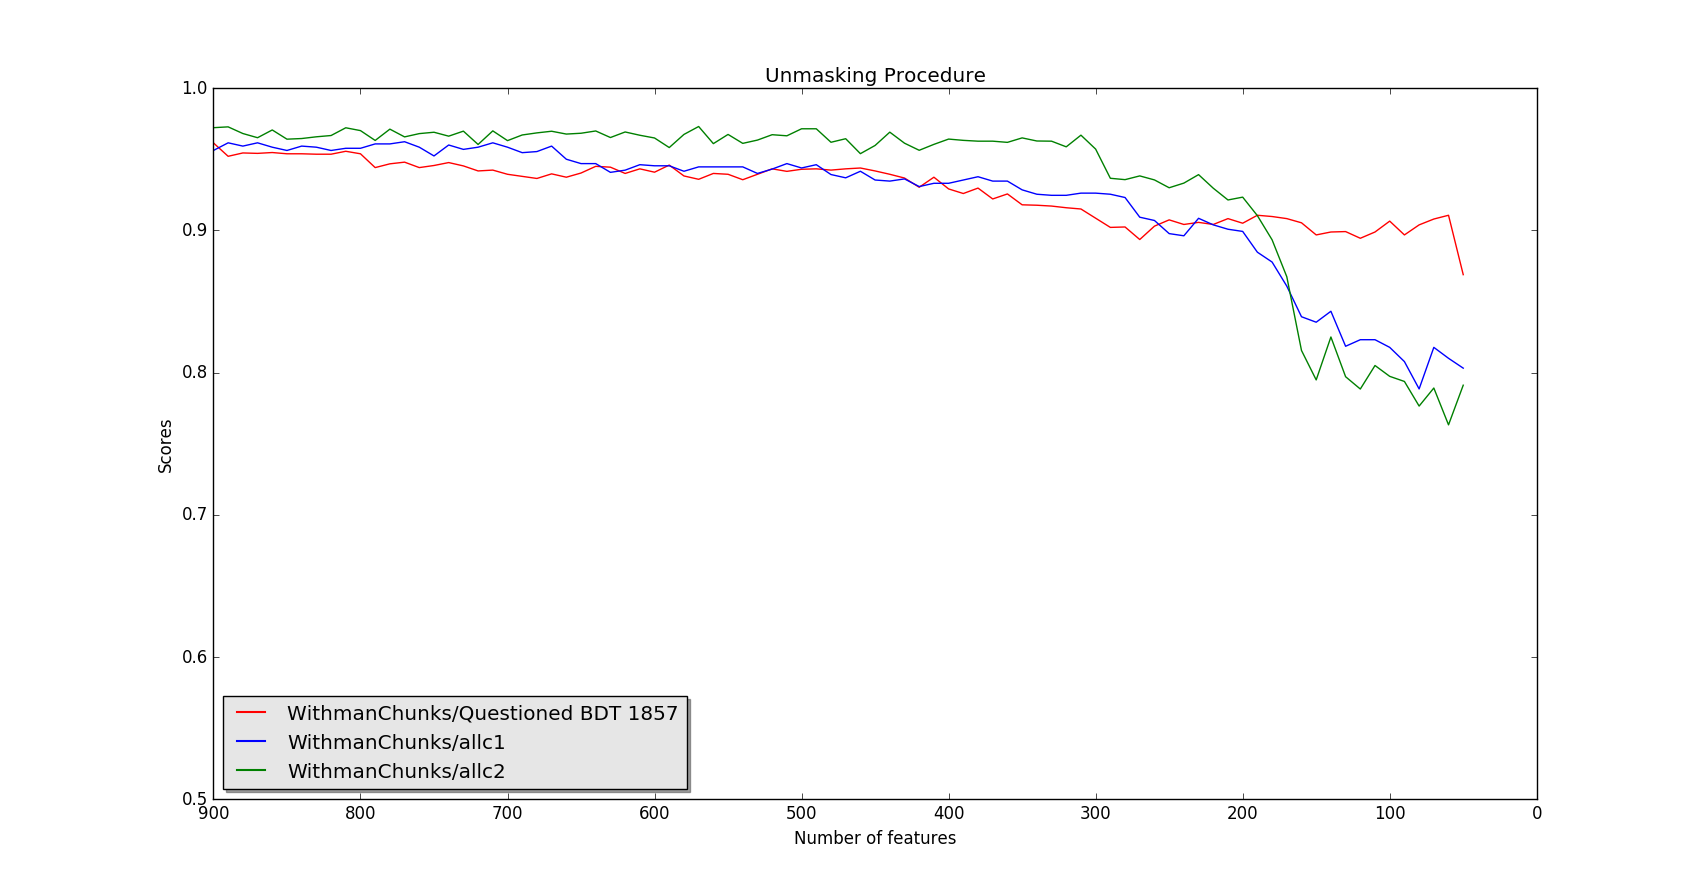 Unmasking Procedure
1.0
0.9
0.8
0.7
0.6
0.5
Scores
WithmanChunks/Questioned BDT 1857
WithmanChunks/allc1
WithmanChunks/allc2
900 800 700 600 500 400 300 200 100 0
Number of features